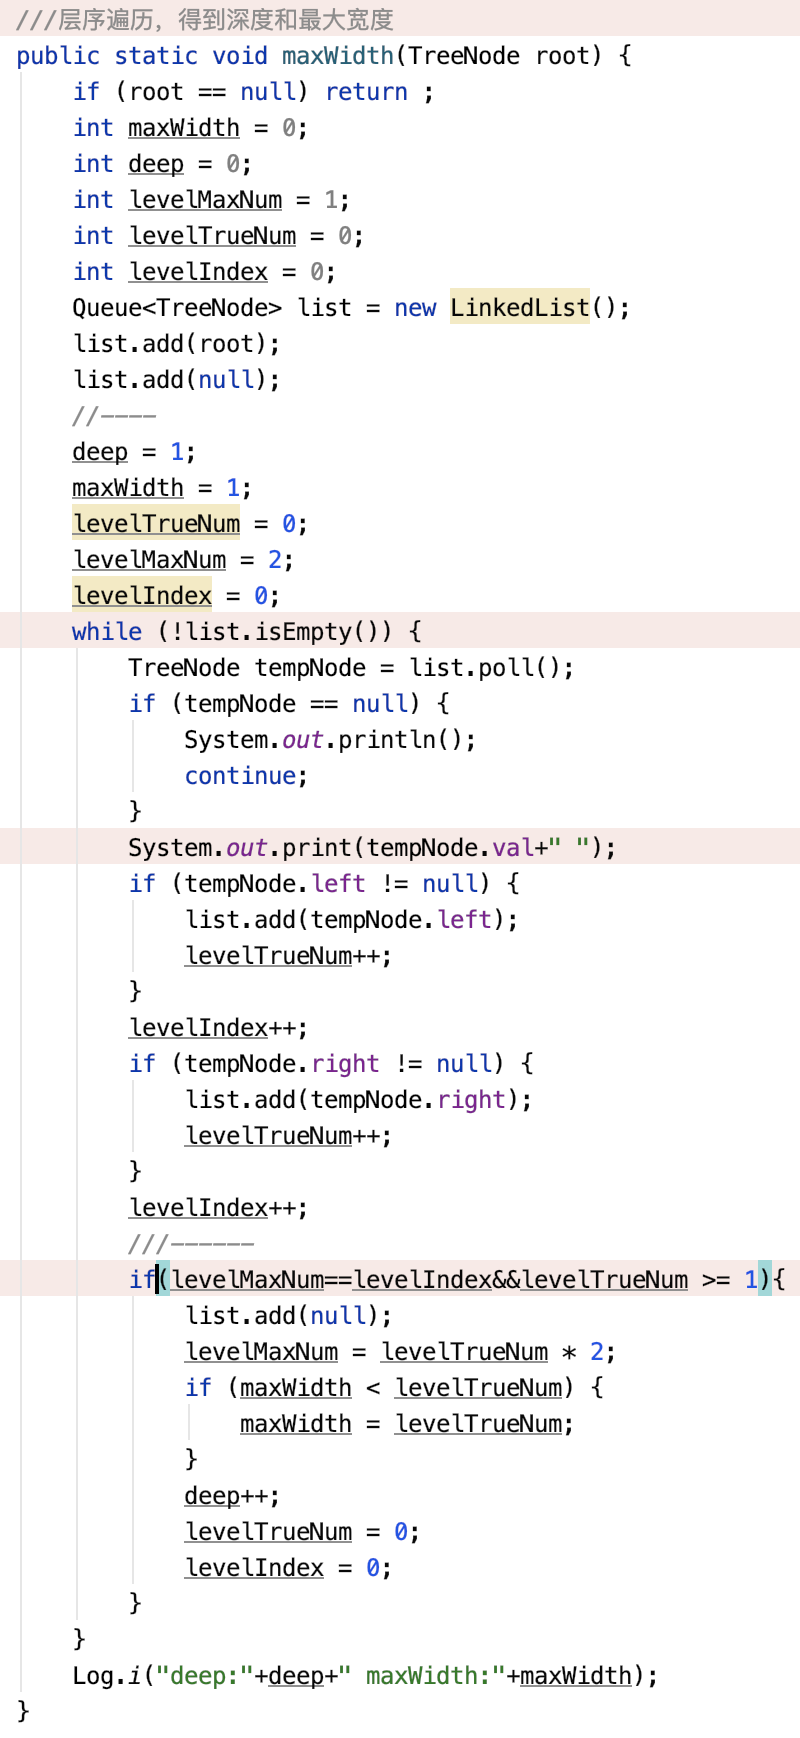 ///层序遍历，得到深度和最大宽度
public static void maxWidth(TreeNode root) {
    if (root == null) return ;
    int maxWidth = 0;
    int deep = 0;
    int levelMaxNum = 1;
    int levelTrueNum = 0;
    int levelIndex = 0;
    Queue<TreeNode> list = new LinkedList();
    list.add(root);
    list.add(null);
    //----
    deep = 1;
    maxWidth = 1;
    levelTrueNum = 0;
    levelMaxNum = 2;
    levelIndex = 0;
    while (!list.isEmpty()) {
        TreeNode tempNode = list.poll();
        if (tempNode == null) {
            System.out.println();
            continue;
        }
        System.out.print(tempNode.val+" ");
        if (tempNode.left != null) {
            list.add(tempNode.left);
            levelTrueNum++;
        }
        levelIndex++;
        if (tempNode.right != null) {
            list.add(tempNode.right);
            levelTrueNum++;
        }
        levelIndex++;
        ///------
        if(levelMaxNum==levelIndex&&levelTrueNum >= 1){
            list.add(null);
            levelMaxNum = levelTrueNum * 2;
            if (maxWidth < levelTrueNum) {
                maxWidth = levelTrueNum;
            }
            deep++;
            levelTrueNum = 0;
            levelIndex = 0;
        }
    }
    Log.i("deep:"+deep+" maxWidth:"+maxWidth);
}